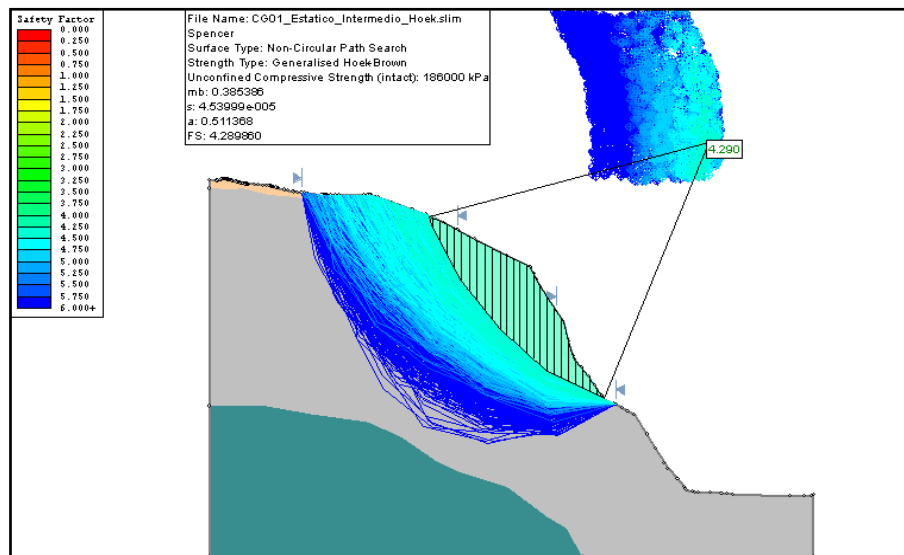 Safety Factor
0.000
0.250
0.500
0.750
1.000
1.250
1.500
1.750
2.000
2.250
2.500
2.750
3.000
3.250
3.500
3.750
4.000
4.250
4.500
4.750
5.000
5.250
5.500
5.750
6.000+
File Name: CG01_Estatico_Intermedio_Hoek.slim
Spencer
Surface Type: Non-Circular Path Search
Strength Type: Generalised Hoek-Brown
Unconfined Compressive Strength (intact): 186000 kPa
mb: 0.385386
s: 4.53999e-005
a: 0.511368
FS: 4.289860
4.290